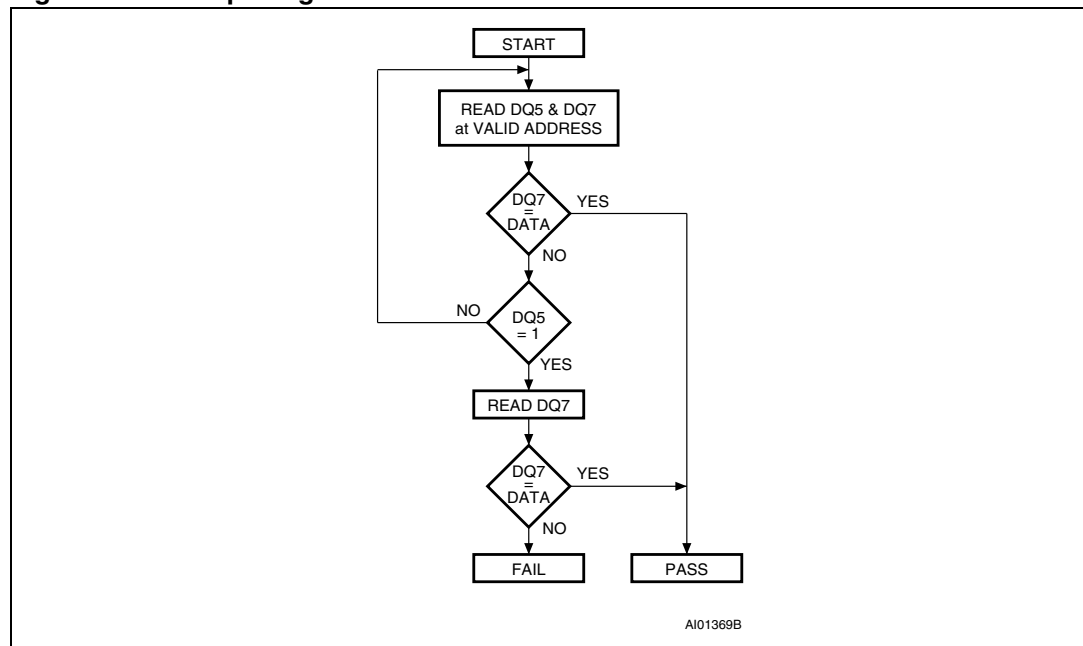 START
READ DQ5 & DQ7
at VALID ADDRESS
DQ7
=
DATA
YES
NO
NO
DQ5
= 1
YES
READ DQ7
DQ7
=
DATA
YES
NO
FAIL
PASS
AI01369B